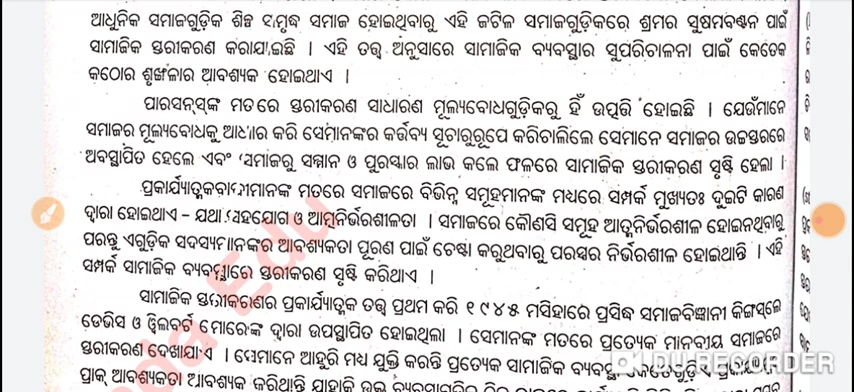 ଆଧୁନିକ ସମାଜଗୁଡ଼ିକ ଶିଳ୍ପ ସମୃଦ୍ଧ ସମାଜ ହୋଇଥିବାରୁ ଏହି ଜଟିଳ ସମାଜଗୁଡ଼ିକରେ ଶ୍ରମର ସୁଷମବଣ୍ଟନ ପାଇଁ
ସାମାଜିକ ସ୍ତରୀକରଣ କରାଯାଇଛି । ଏହି ତତ୍ତ୍ୱ ଅନୁସାରେ ସାମାଜିକ ବ୍ୟବସ୍ଥାର ସୁପରିଚାଳନା ପାଇଁ କେତେକ
କଠୋର ଶୃଙ୍ଖଳାର ଆବଶ୍ୟକ ହୋଇଥାଏ ।
ପାରସନ୍‌ସ୍‌ଙ୍କ ମତରେ ସ୍ତରୀକରଣ ସାଧାରଣ ମୂଲ୍ୟବୋଧଗୁଡ଼ିକରୁ ହିଁ ଉତ୍ପତ୍ତି ହୋଇଛି । ଯେଉଁମାନେ
ସମାଜର ମୂଲ୍ୟବୋଧକୁ ଆଧାର କରି ସେମାନଙ୍କର କର୍ତ୍ତବ୍ୟ ସୁଚାରୁରୂପେ କରିଚାଲିଲେ ସେମାନେ ସମାଜର ଉଚ୍ଚସ୍ତରରେ
ଅବସ୍ଥାପିତ ହେଲେ ଏବଂ ସମାଜରୁ ସମ୍ମାନ ଓ ପୁରସ୍କାର ଲାଭ କଲେ ଫଳରେ ସାମାଜିକ ସ୍ତରୀକରଣ ସୃଷ୍ଟି ହେଲା ।
ପ୍ରକାର୍ଯ୍ୟାତ୍ମକବାଦୀମାନଙ୍କ ମତରେ ସମାଜରେ ବିଭିନ୍ନ ସମୂହମାନଙ୍କ ମଧ୍ୟରେ ସମ୍ପର୍କ ମୁଖ୍ୟତଃ ଦୁଇଟି କାରଣ
ଦ୍ୱାରା ହୋଇଥାଏ – ଯଥା ସହଯୋଗ ଓ ଆତ୍ମନିର୍ଭରଶୀଳତା । ସମାଜରେ କୌଣସି ସମୂହ ଆତ୍ମନିର୍ଭରଶୀଳ ହୋଇନଥିବାରୁ
ପରନ୍ତୁ ଏଗୁଡ଼ିକ ସଦସ୍ୟମାନଙ୍କର ଆବଶ୍ୟକତା ପୂରଣ ପାଇଁ ଚେଷ୍ଟା କରୁଥିବାରୁ ପରସ୍ପର ନିର୍ଭରଶୀଳ ହୋଇଥାନ୍ତି । ଏହି
ସମ୍ପର୍କ ସାମାଜିକ ବ୍ୟବସ୍ଥାରେ ସ୍ତରୀକରଣ ସୃଷ୍ଟି କରିଥାଏ ।
ସାମାଜିକ ସ୍ତରୀକରଣର ପ୍ରକାର୍ଯ୍ୟାତ୍ମକ ତତ୍ତ୍ୱ ପ୍ରଥମ କରି ୧୯୪୫ ମସିହାରେ ପ୍ରସିଦ୍ଧ ସମାଜବିଜ୍ଞାନୀ କିଙ୍ଗସ୍‌ଲେ
ଡେଭିସ ଓ ୱିଲବର୍ଟ ମୋରେଙ୍କ ଦ୍ୱାରା ଉପସ୍ଥାପିତ ହୋଇଥିଲା । ସେମାନଙ୍କ ମତରେ ପ୍ରତ୍ୟେକ ମାନବୀୟ ସମାଜରେ
ସ୍ତରୀକରଣ ଦେଖାଯାଏ । ସେମାନେ ଆହୁରି ମଧ୍ୟ ଯୁକ୍ତି କରନ୍ତି ପ୍ରତ୍ୟେକ ସାମାଜିକ ବ୍ୟବସ୍ଥା
ପ୍ରାକ୍ ଆବଶ୍ୟକତା ଆବଶ୍ୟକ କରିଥାନ୍ତି ଯାହାକି ଉକ୍ତ
DU RECORDER